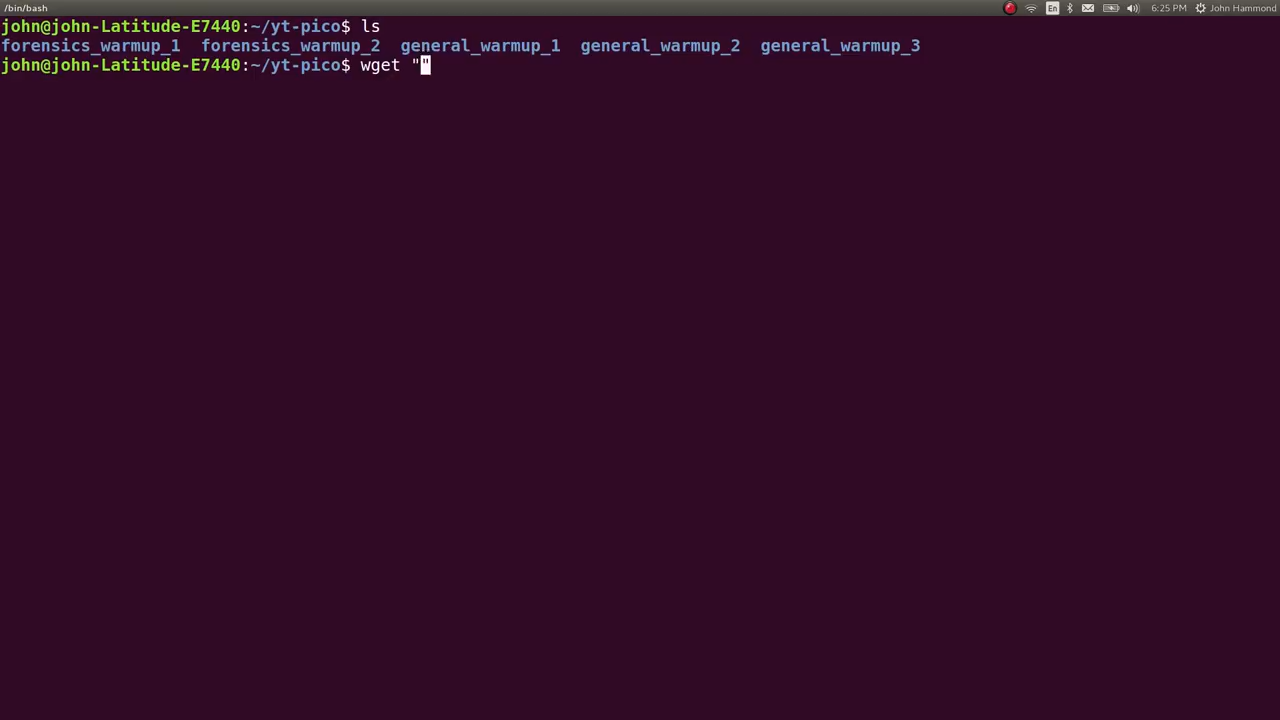 /bin/bash En 6:25 PM John Hammond
john@john-Latitude-E7440:~/yt-pico$ ls
forensics_warmup_1 forensics_warmup_2 general_warmup_1 general_warmup_2 general_warmup_3
john@john-Latitude-E7440:~/yt-pico$ wget ""